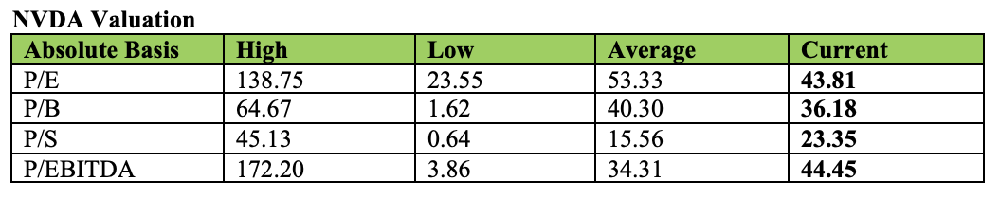 NVDA Valuation
Absolute Basis High Low Average Current
P/E 138.75 23.55 53.33 43.81
P/B 64.67 1.62 40.30 36.18
P/S 45.13 0.64 15.56 23.35
P/EBITDA 172.20 3.86 34.31 44.45